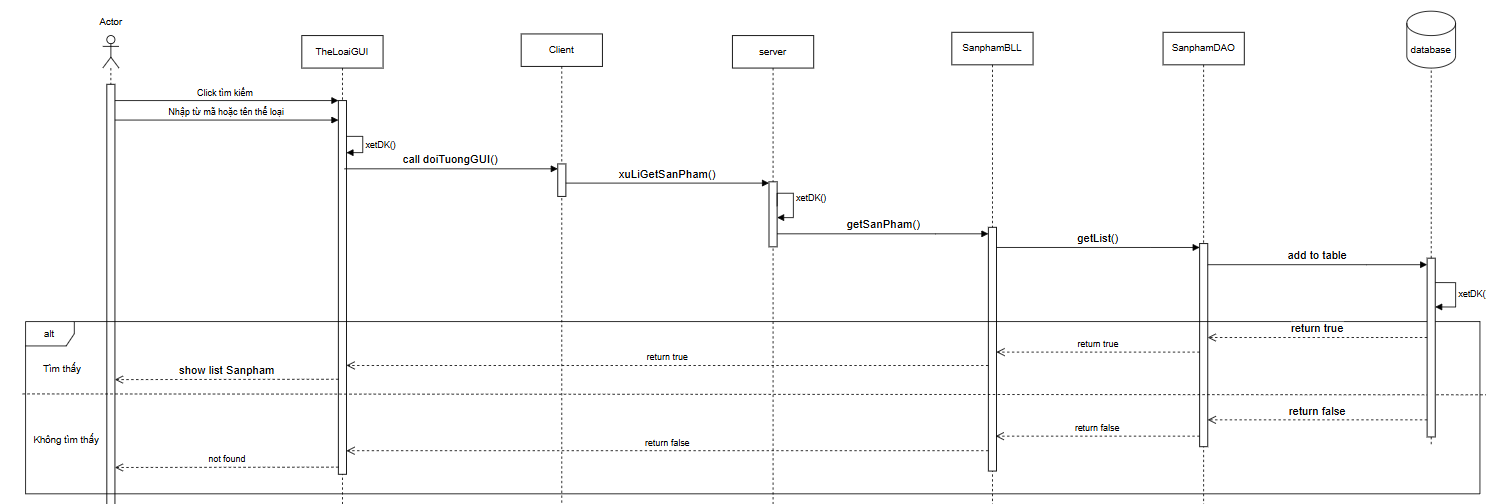 Actor
TheLoaiGUI
Client
server
SanphamBLL
SanphamDAO
database
Click tìm kiếm
Nhập từ mã hoặc tên thể loại
xetDK()
call doiTuongGUI()
xuLiGetSanPham()
xetDK()
getSanPham()
getList()
add to table
xetDK(
alt
return true
return true
return true
Tìm thấy
show list Sanpham
return false
return false
Không tìm thấy
return false
not found